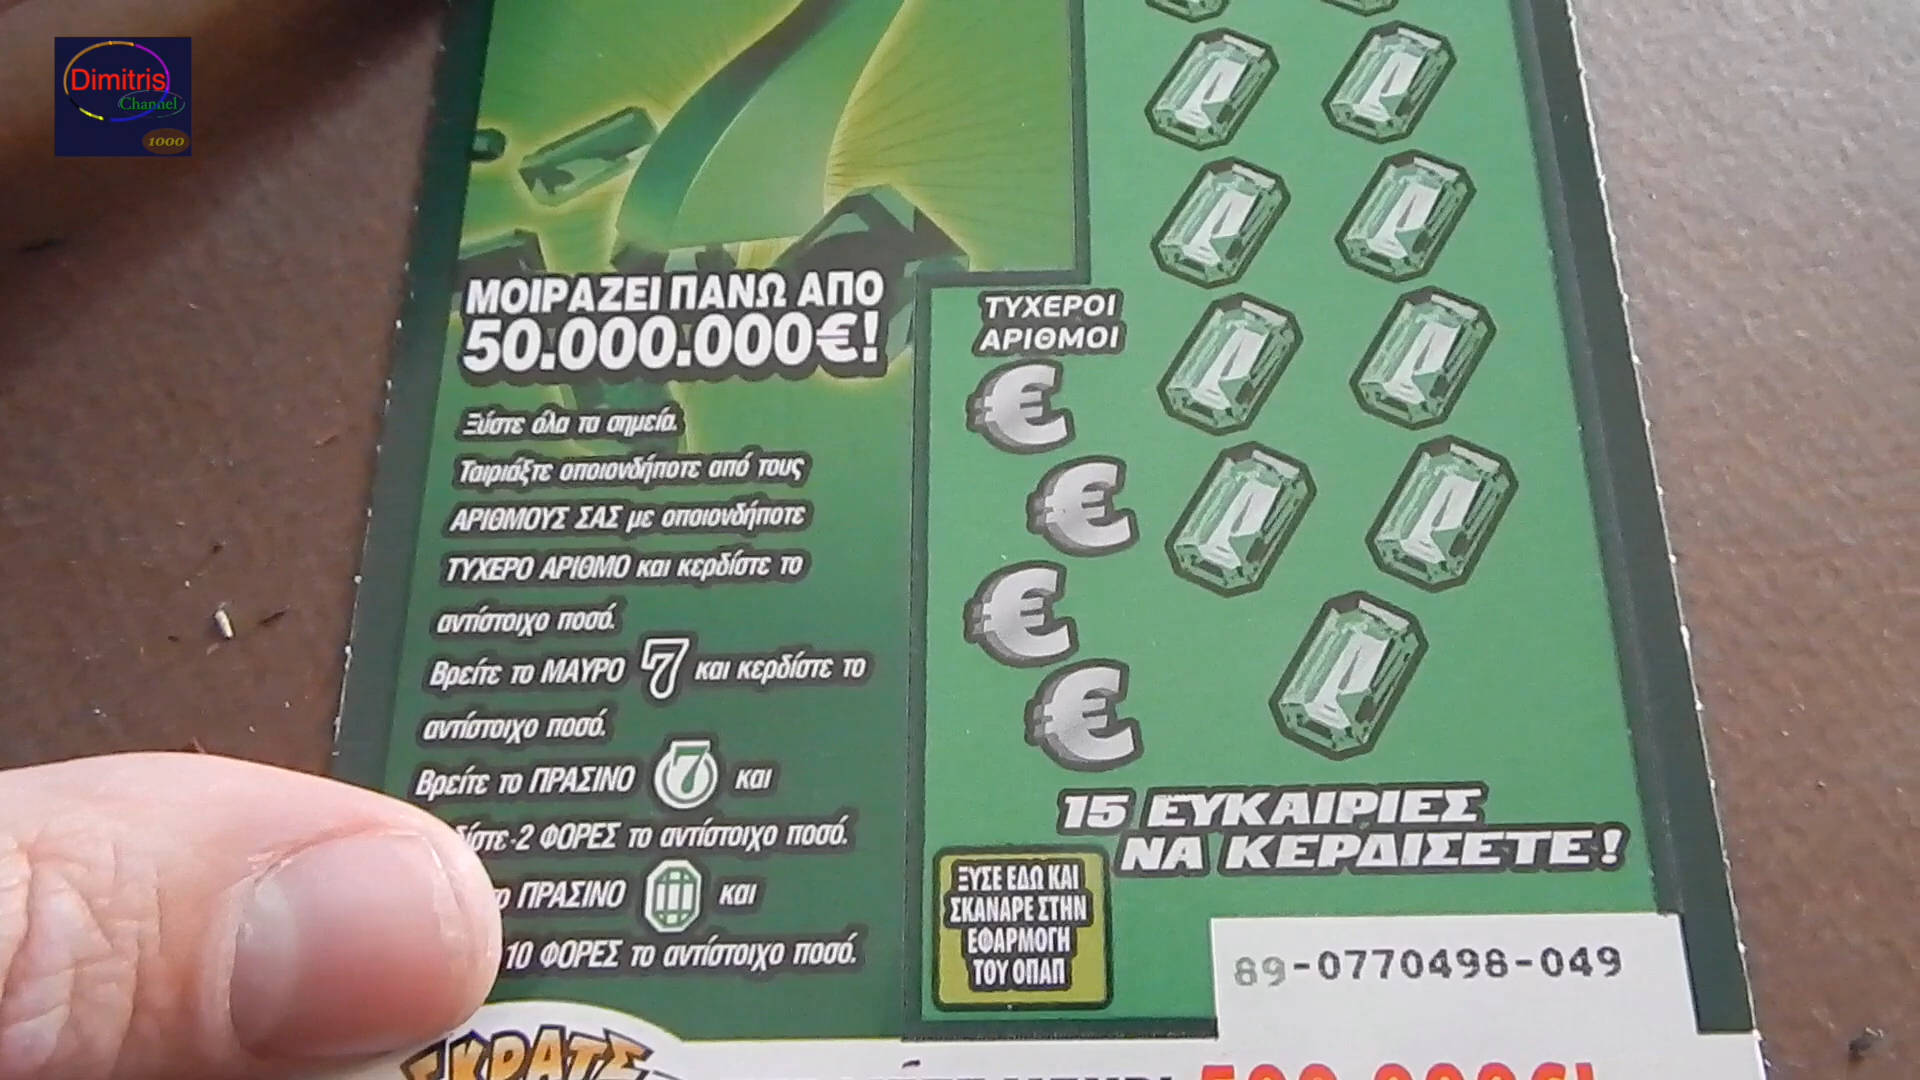 Dimitris
Channel
1000
ΜΟΙΡΑΖΕΙ ΠΑΝΩ ΑΠΟ
50.000.000€!
Ξύστε όλα τα σημεία.
Ταιριάξτε οποιονδήποτε από τους
ΑΡΙΘΜΟΥΣ ΣΑΣ με οποιονδήποτε
ΤΥΧΕΡΟ ΑΡΙΘΜΟ και κερδίστε το
αντίστοιχο ποσό.
Βρείτε το ΜΑΥΡΟ 7 και κερδίστε το
αντίστοιχο ποσό.
Βρείτε το ΠΡΑΣΙΝΟ 7 και
2 ΦΟΡΕΣ το αντίστοιχο ποσό.
ΠΡΑΣΙΝΟ και
10 ΦΟΡΕΣ το αντίστοιχο ποσό.
ΤΥΧΕΡΟΙ
ΑΡΙΘΜΟΙ
€
€
€
€
15 ΕΥΚΑΙΡΙΕΣ
ΝΑ ΚΕΡΔΙΣΕΤΕ!
ΞΥΣΕ ΕΔΩ ΚΑΙ
ΣΚΑΝΑΡΕ ΣΤΗΝ
ΕΦΑΡΜΟΓΗ
ΤΟΥ ΟΠΑΠ
89-0770498-049
ΣΚΡΑΤΣ